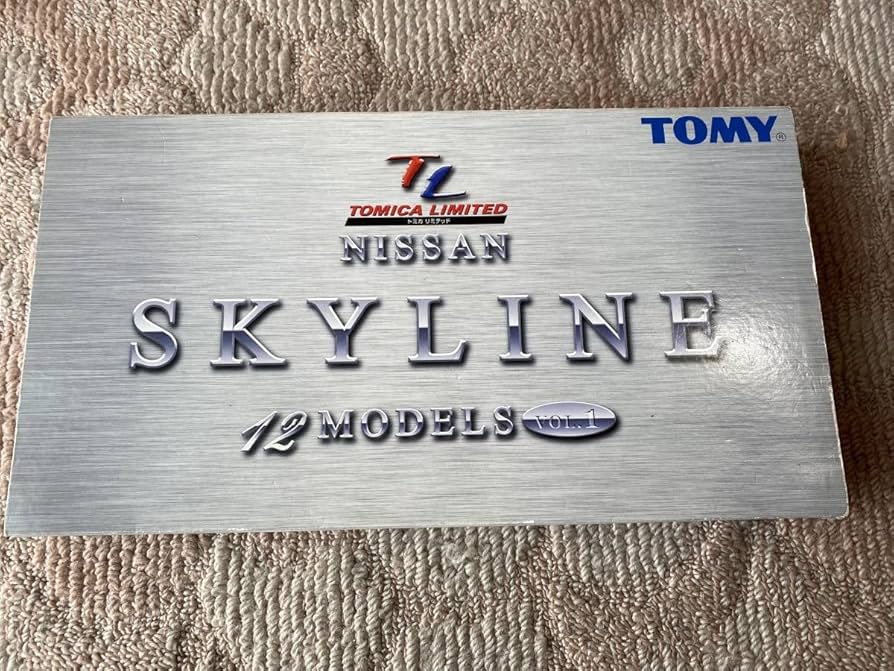 TOMY®
TL
TOMICA LIMITED
トミカ リミテッド
NISSAN
SKYLINE
12 MODELS VOL.1